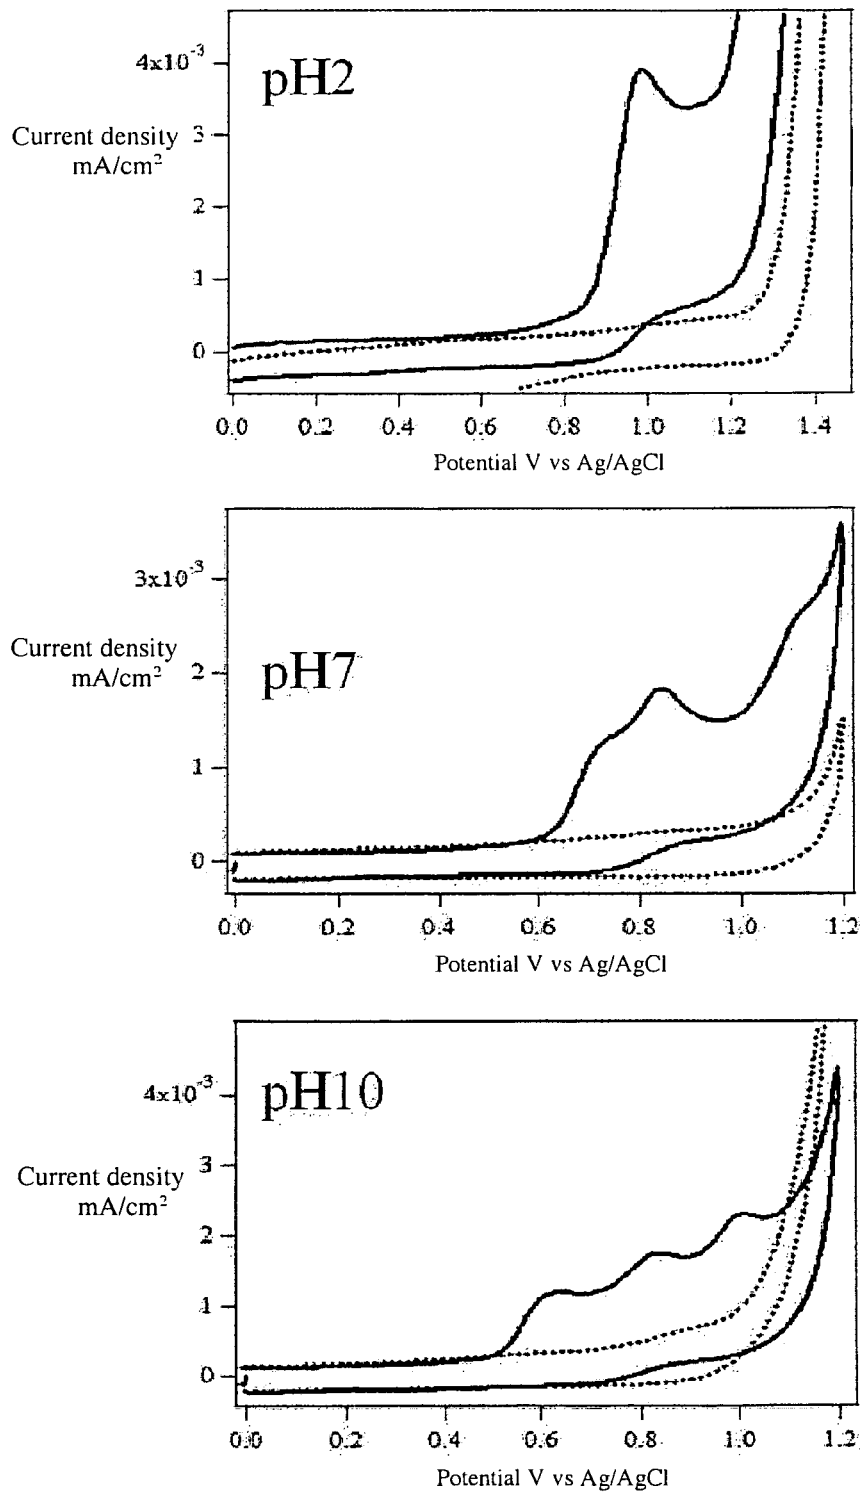 4x10⁻³
pH2
Current density
mA/cm²
3
2
1
0
0.0 0.2 0.4 0.6 0.8 1.0 1.2 1.4
Potential V vs Ag/AgCl
3x10⁻³
Current density
mA/cm²
2
pH7
1
0
0.0 0.2 0.4 0.6 0.8 1.0 1.2
Potential V vs Ag/AgCl
4x10⁻³
pH10
3
Current density
mA/cm²
2
1
0
0.0 0.2 0.4 0.6 0.8 1.0 1.2
Potential V vs Ag/AgCl